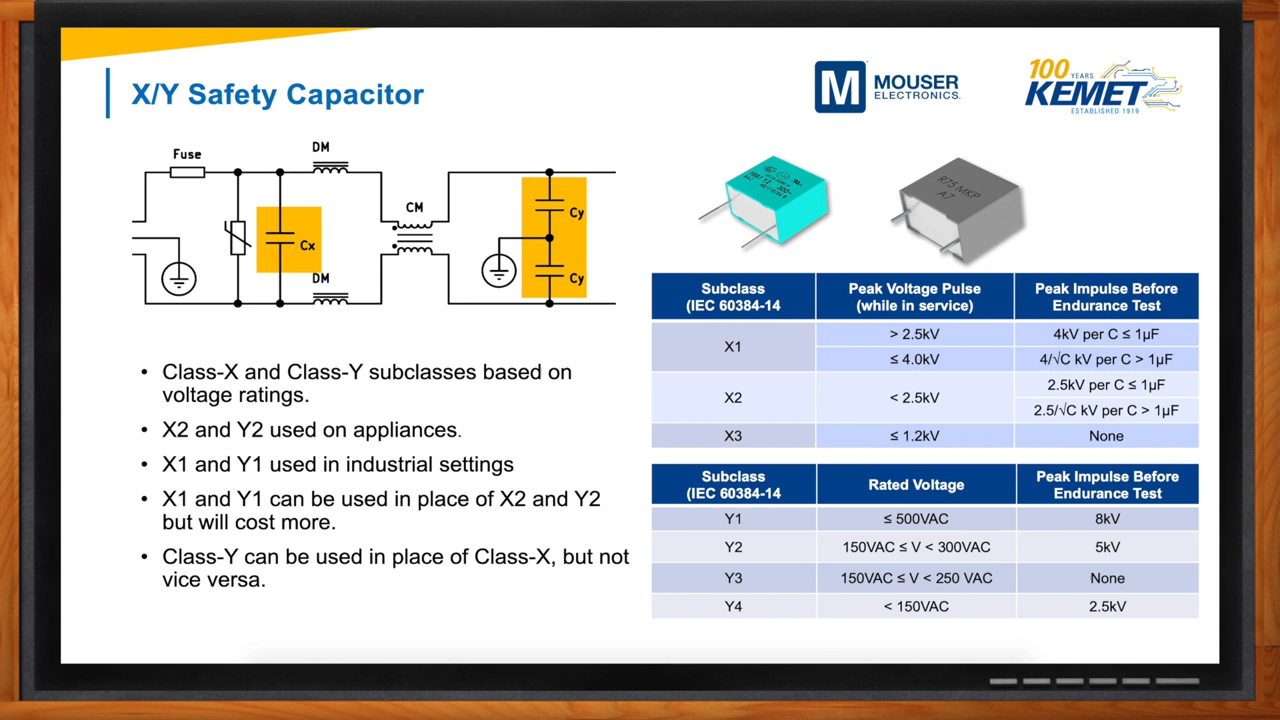 X/Y Safety Capacitor
M MOUSER
ELECTRONICS
100
YEARS
KEMET
ESTABLISHED 1919
Fuse
DM
CM
Cx
DM
Cy
Cy
R75 MKP
A7
• Class-X and Class-Y subclasses based on
voltage ratings.
• X2 and Y2 used on appliances.
• X1 and Y1 used in industrial settings
• X1 and Y1 can be used in place of X2 and Y2
but will cost more.
• Class-Y can be used in place of Class-X, but not
vice versa.
Subclass
(IEC 60384-14
Peak Voltage Pulse
(while in service)
Peak Impulse Before
Endurance Test
X1
> 2.5kV
4kV per C ≤ 1µF
≤ 4.0kV
4/√C kV per C > 1µF
X2
< 2.5kV
2.5kV per C ≤ 1µF
2.5/√C kV per C > 1µF
X3
≤ 1.2kV
None
Subclass
(IEC 60384-14
Rated Voltage
Peak Impulse Before
Endurance Test
Y1
≤ 500VAC
8kV
Y2
150VAC ≤ V < 300VAC
5kV
Y3
150VAC ≤ V < 250 VAC
None
Y4
< 150VAC
2.5kV